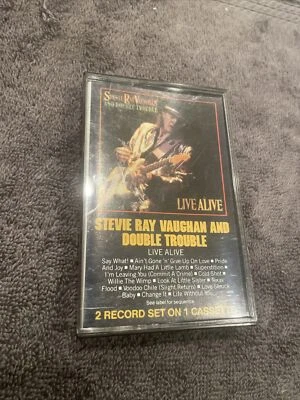 STEVIE RAY VAUGHAN
AND DOUBLE TROUBLE
LIVE ALIVE
STEVIE RAY VAUGHAN AND
DOUBLE TROUBLE
LIVE ALIVE
Say What! ■ Ain't Gone 'n' Give Up On Love ■ Pride
And Joy ■ Mary Had A Little Lamb ■ Superstition ■
I'm Leaving You (Commit A Crime) ■ Cold Shot ■
Willie The Wimp ■ Look At Little Sister ■ Texas
Flood ■ Voodoo Chile (Slight Return) ■ Love Struck
Baby ■ Change It ■ Life Without
See label for sequence.
2 RECORD SET ON 1 CASSETTE